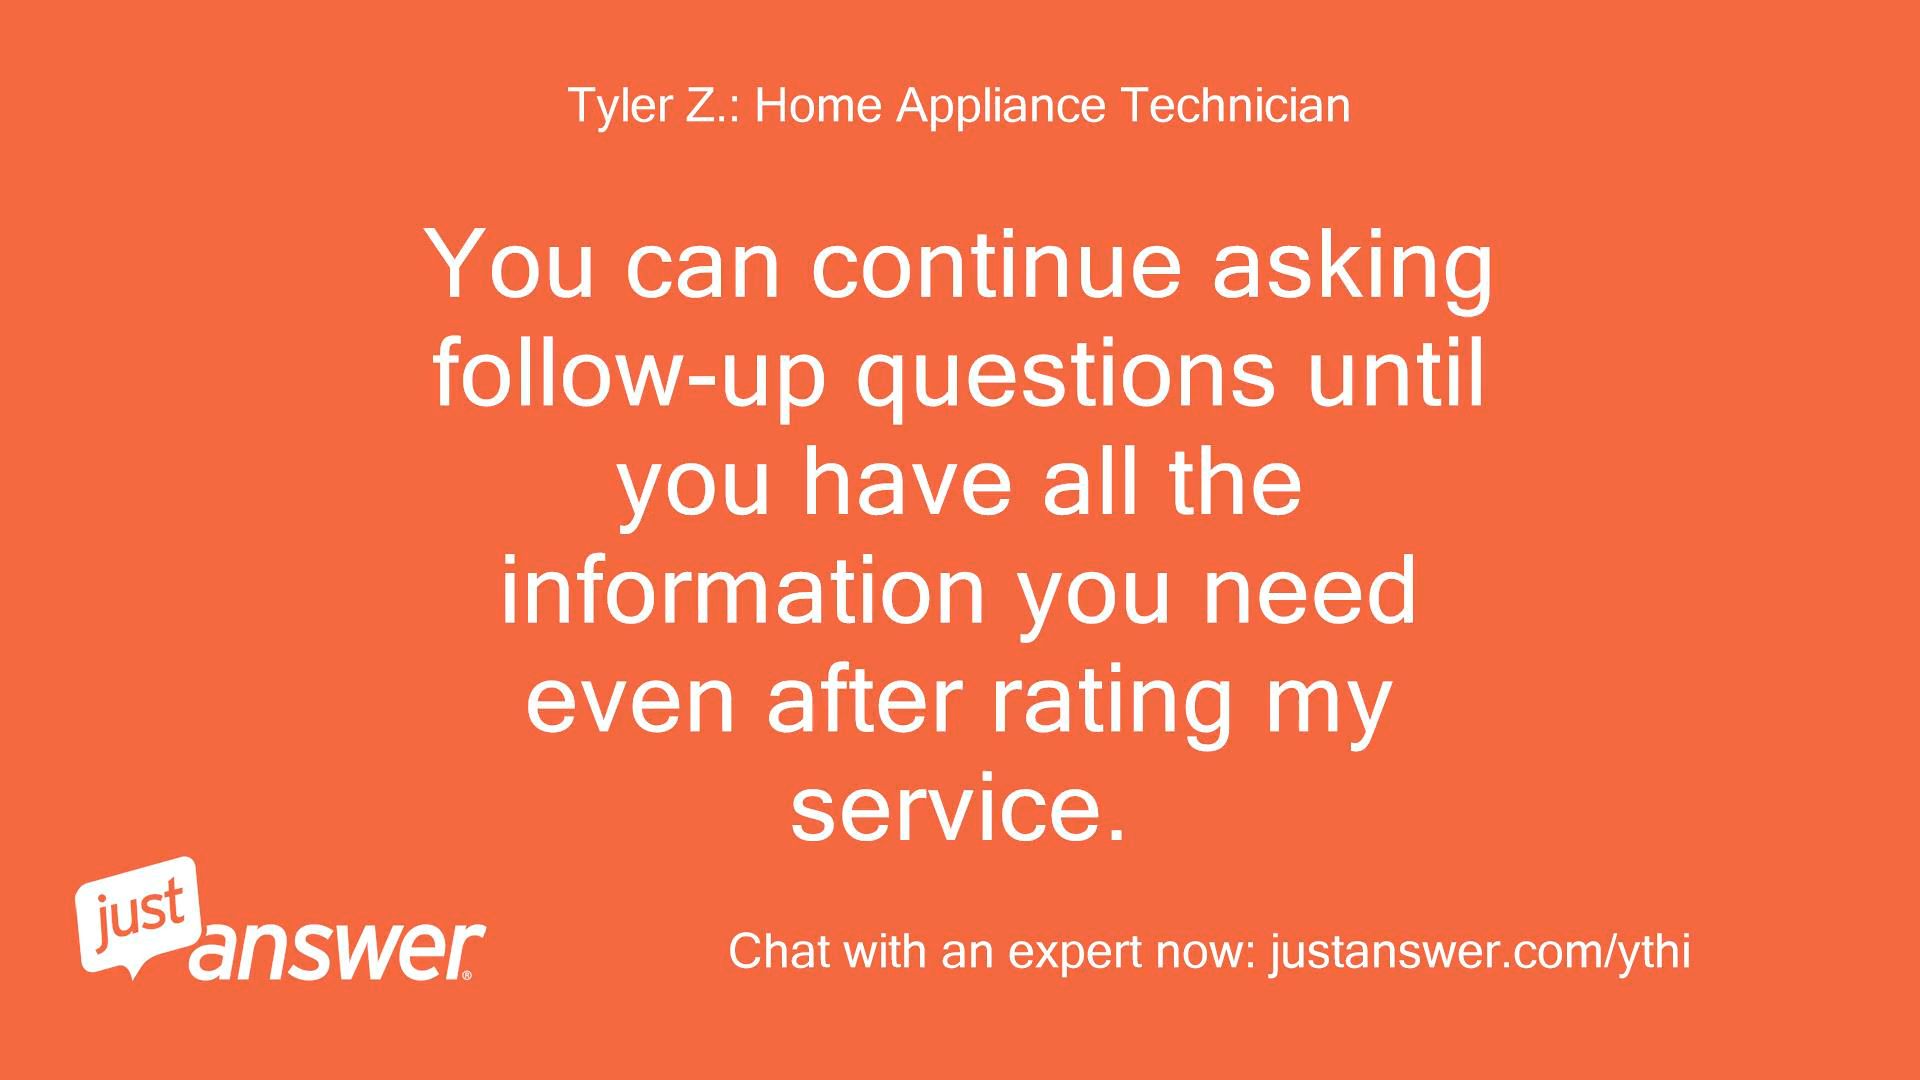 Tyler Z.: Home Appliance Technician
You can continue asking
follow-up questions until
you have all the
information you need
even after rating my
service.
just
answer®
Chat with an expert now: justanswer.com/ythi